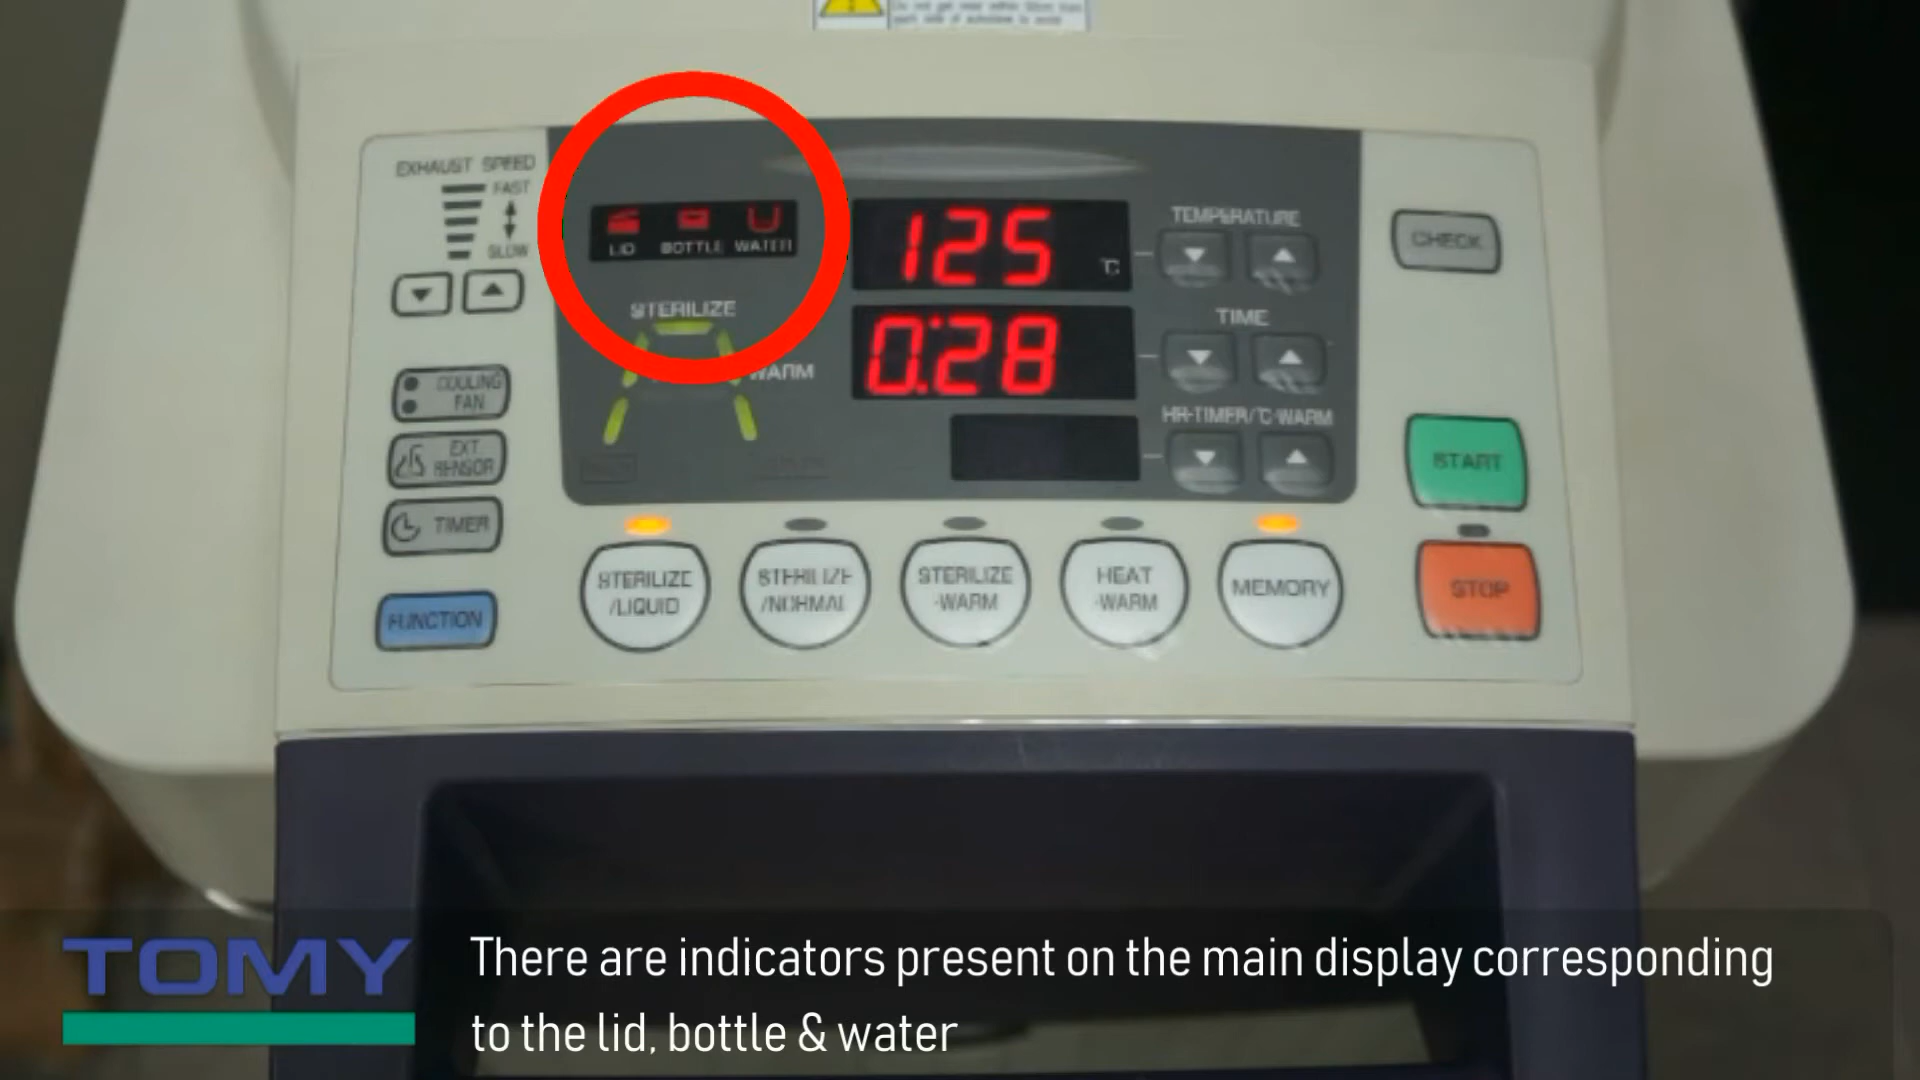 EXHAUST SPEED
FAST
SLOW
LID BOTTLE WATER
STERILIZE
WARM
125 °C
0:28
TEMPERATURE
TIME
HR-TIMER/°C-WARM
CHECK
COOLING
FAN
EXT.
SENSOR
TIMER
FUNCTION
START
STOP
STERILIZE
/LIQUID
STERILIZE
/NORMAL
STERILIZE
-WARM
HEAT
-WARM
MEMORY
TOMY
There are indicators present on the main display corresponding
to the lid, bottle & water